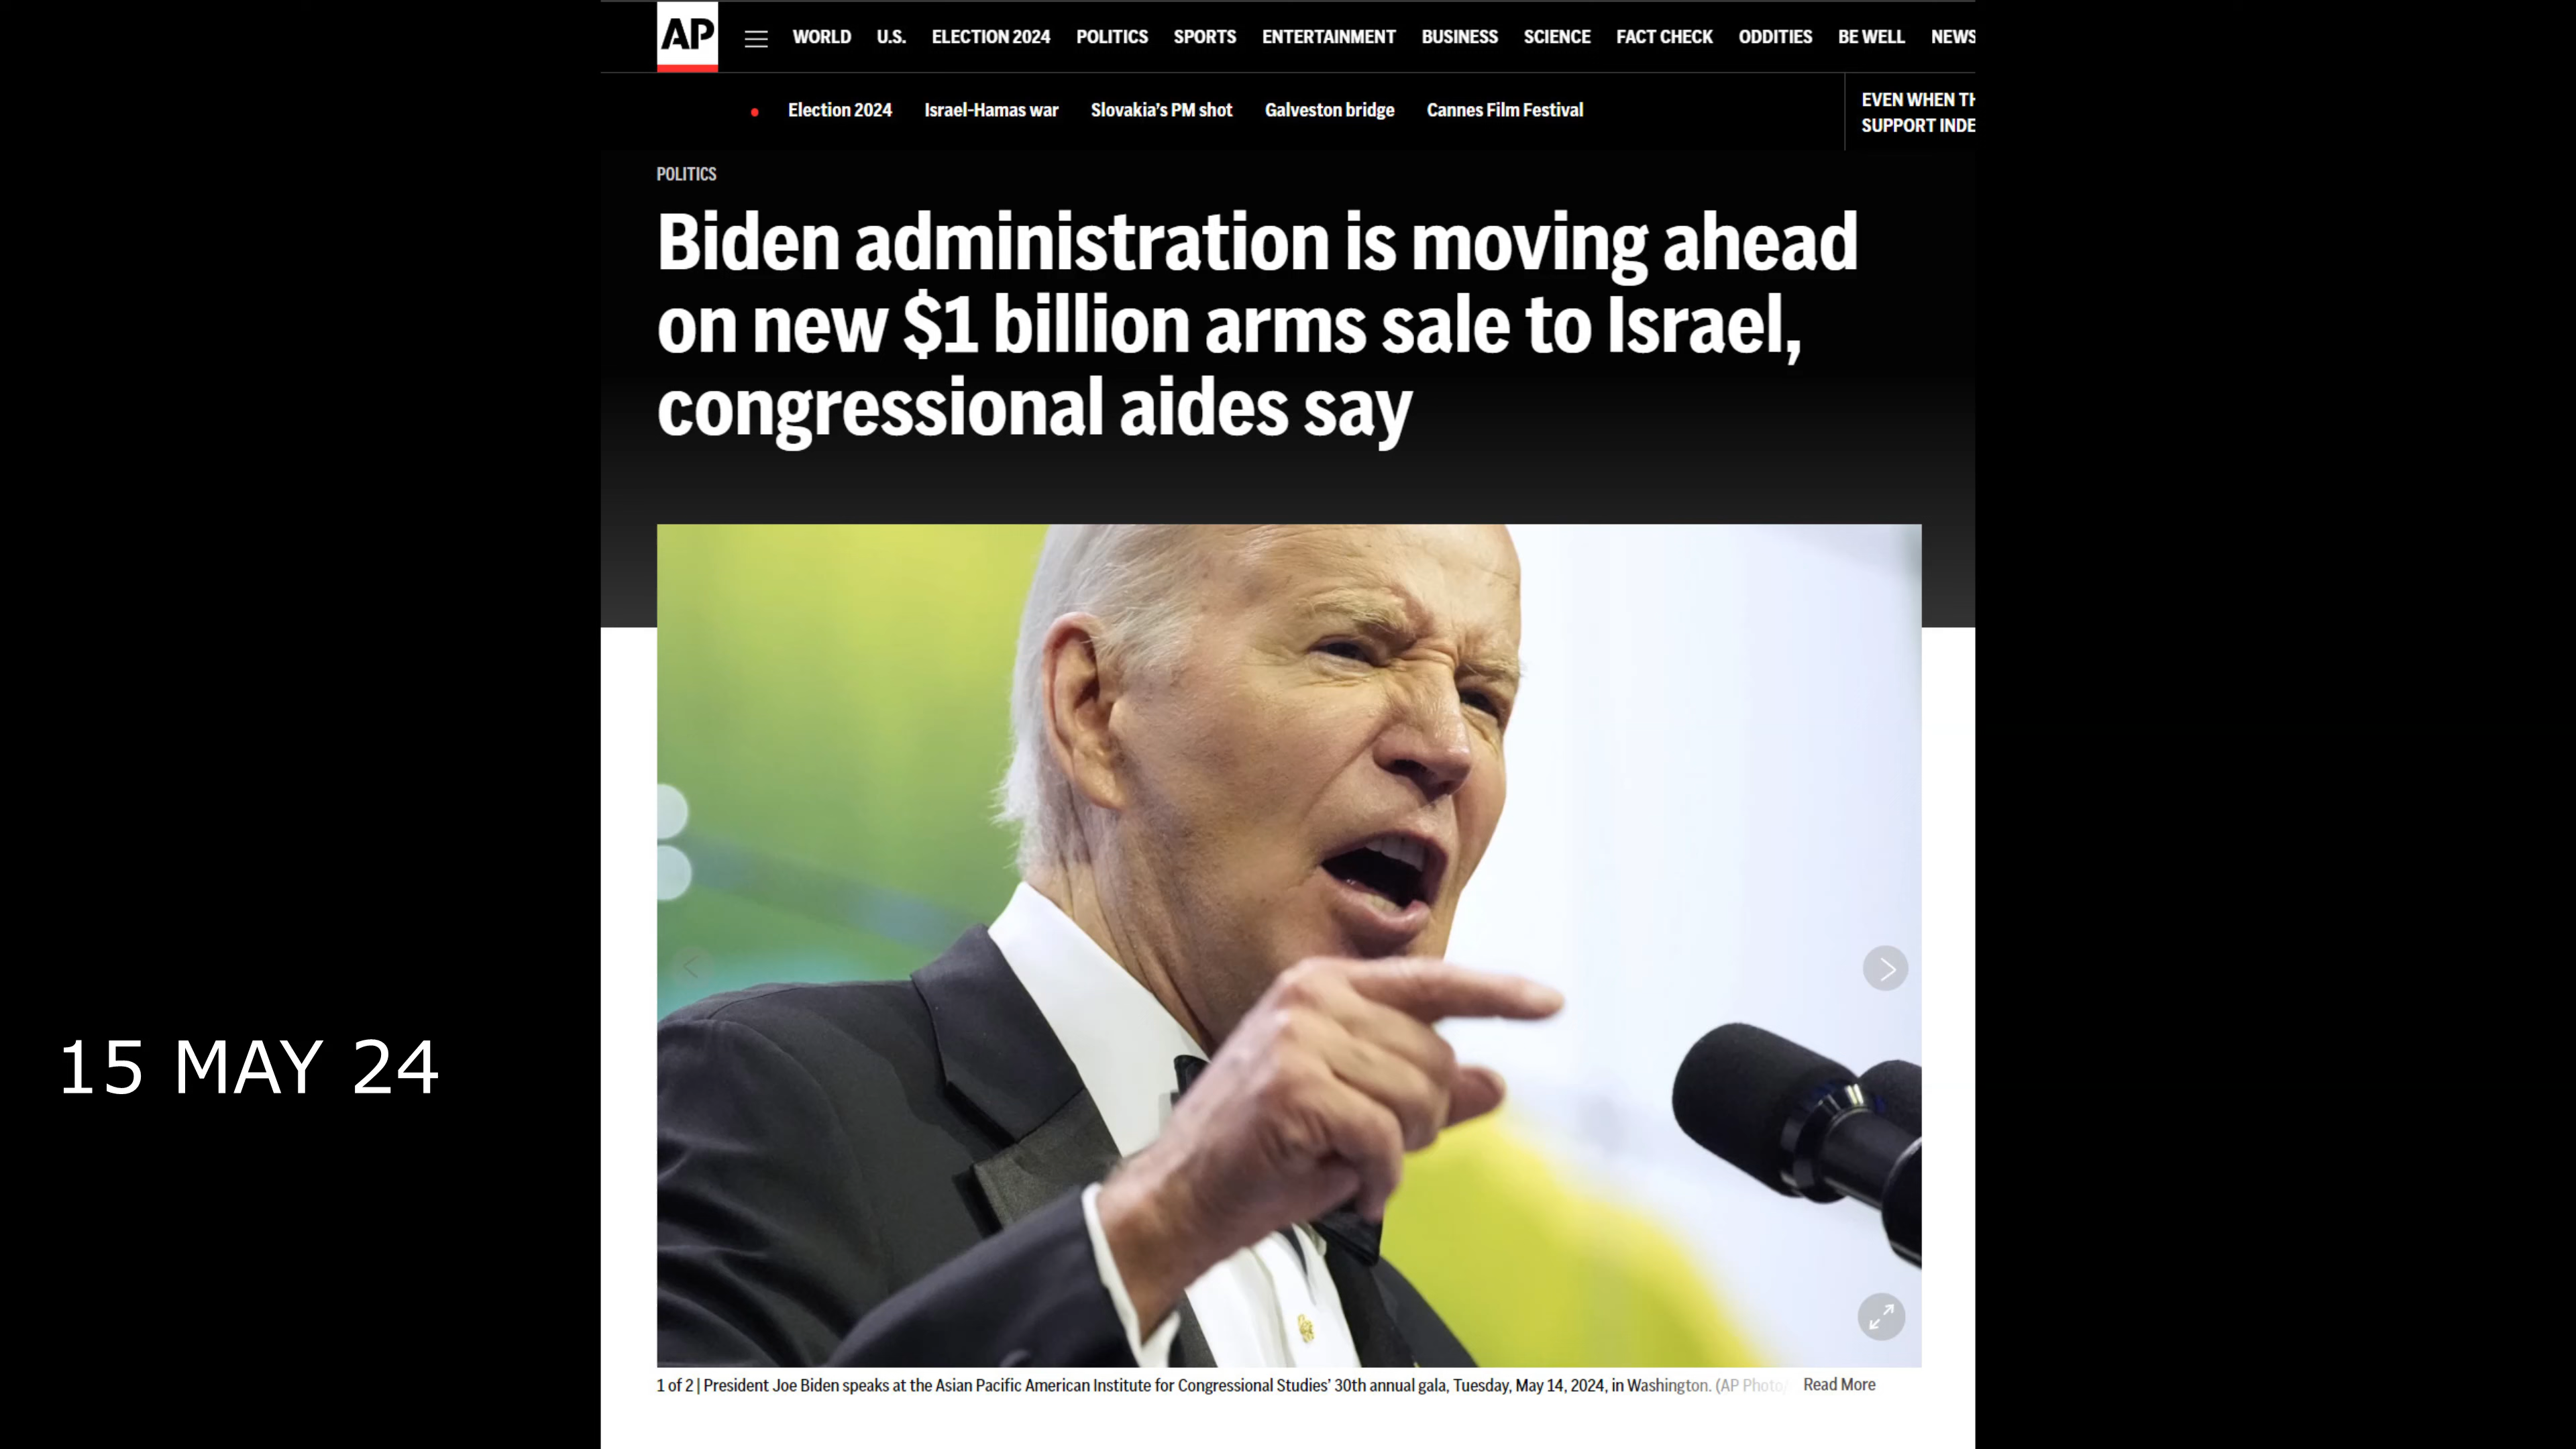 AP
WORLD U.S. ELECTION 2024 POLITICS SPORTS ENTERTAINMENT BUSINESS SCIENCE FACT CHECK ODDITIES BE WELL NEWS
Election 2024 Israel-Hamas war Slovakia's PM shot Galveston bridge Cannes Film Festival
EVEN WHEN TH
SUPPORT INDE
POLITICS
Biden administration is moving ahead
on new $1 billion arms sale to Israel,
congressional aides say
15 MAY 24
1 of 2 | President Joe Biden speaks at the Asian Pacific American Institute for Congressional Studies' 30th annual gala, Tuesday, May 14, 2024, in Washington. (AP Photo/ Read More